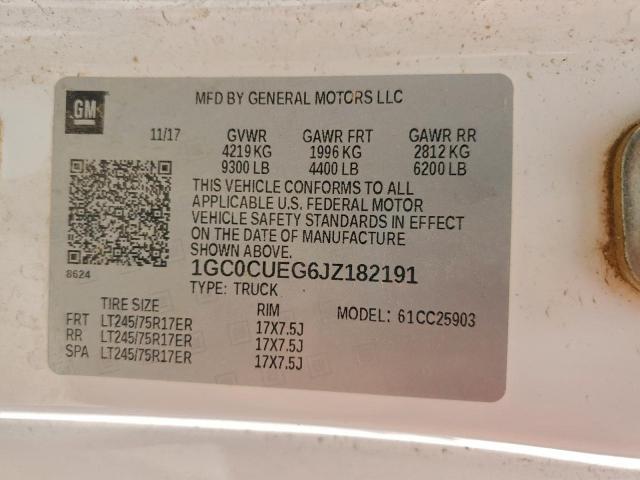 GM
MFD BY GENERAL MOTORS LLC
11/17 GVWR GAWR FRT GAWR RR
4219 KG 1996 KG 2812 KG
9300 LB 4400 LB 6200 LB
THIS VEHICLE CONFORMS TO ALL
APPLICABLE U.S. FEDERAL MOTOR
VEHICLE SAFETY STANDARDS IN EFFECT
ON THE DATE OF MANUFACTURE
SHOWN ABOVE.
8624
1GC0CUEG6JZ182191
TYPE: TRUCK
TIRE SIZE RIM MODEL: 61CC25903
FRT LT245/75R17ER 17X7.5J
RR LT245/75R17ER 17X7.5J
SPA LT245/75R17ER 17X7.5J